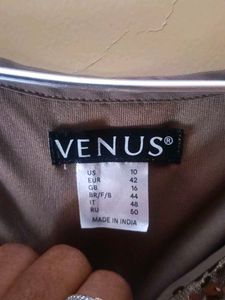 VENUS®
US 10
EUR 42
GB 16
BR/F/B 44
IT 48
RU 50
MADE IN INDIA